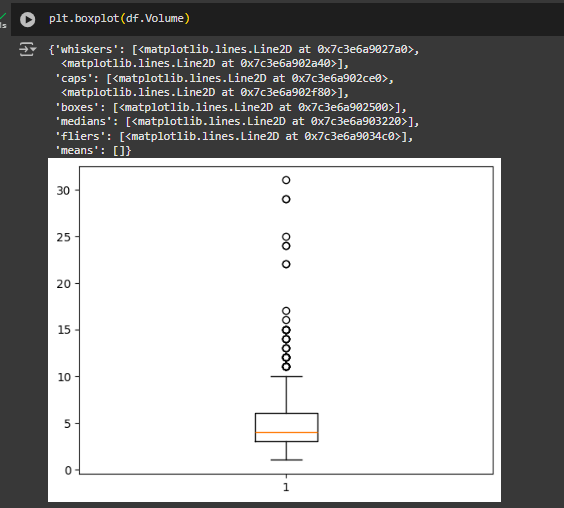 plt.boxplot(df.Volume)
{'whiskers': [<matplotlib.lines.Line2D at 0x7c3e6a9027a0>,
<matplotlib.lines.Line2D at 0x7c3e6a902a40>],
'caps': [<matplotlib.lines.Line2D at 0x7c3e6a902ce0>,
<matplotlib.lines.Line2D at 0x7c3e6a902f80>],
'boxes': [<matplotlib.lines.Line2D at 0x7c3e6a902500>],
'medians': [<matplotlib.lines.Line2D at 0x7c3e6a903220>],
'fliers': [<matplotlib.lines.Line2D at 0x7c3e6a9034c0>],
'means': []}
30
25
20
15
10
5
0
1